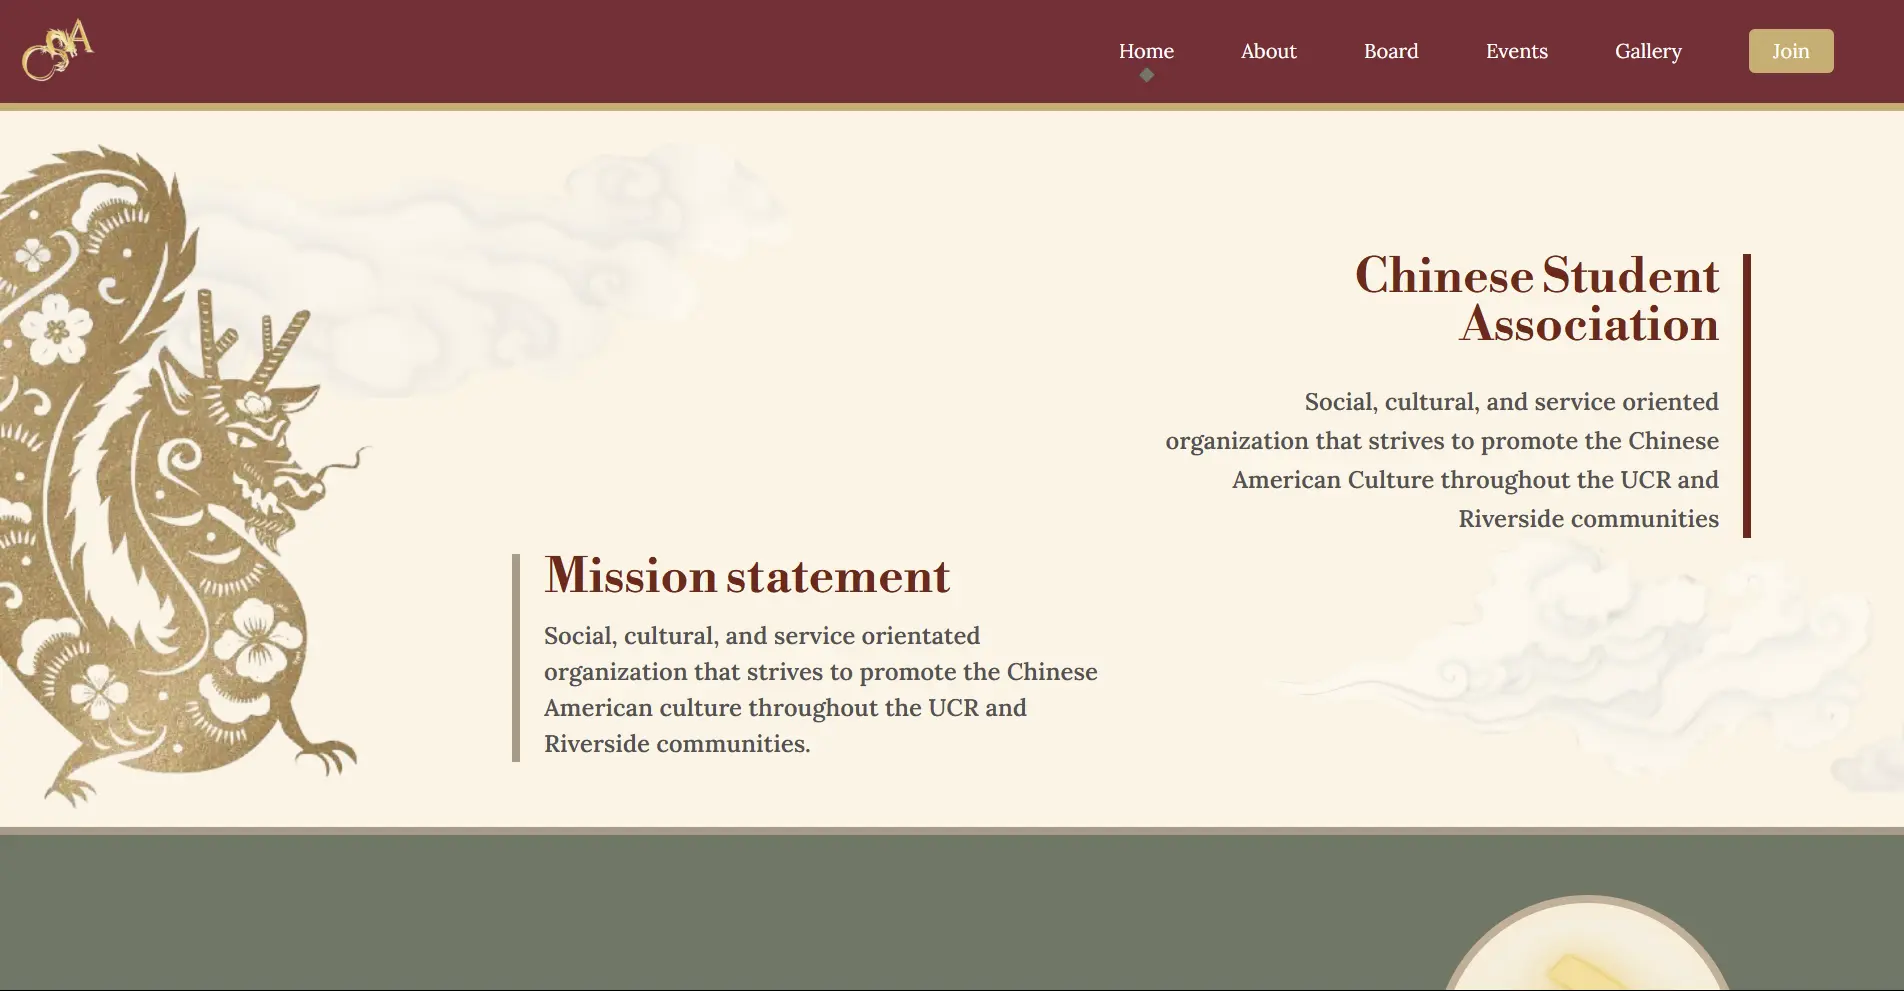 CSA
Home About Board Events Gallery Join
Chinese Student
Association
Social, cultural, and service oriented
organization that strives to promote the Chinese
American Culture throughout the UCR and
Riverside communities
Mission statement
Social, cultural, and service orientated
organization that strives to promote the Chinese
American culture throughout the UCR and
Riverside communities.